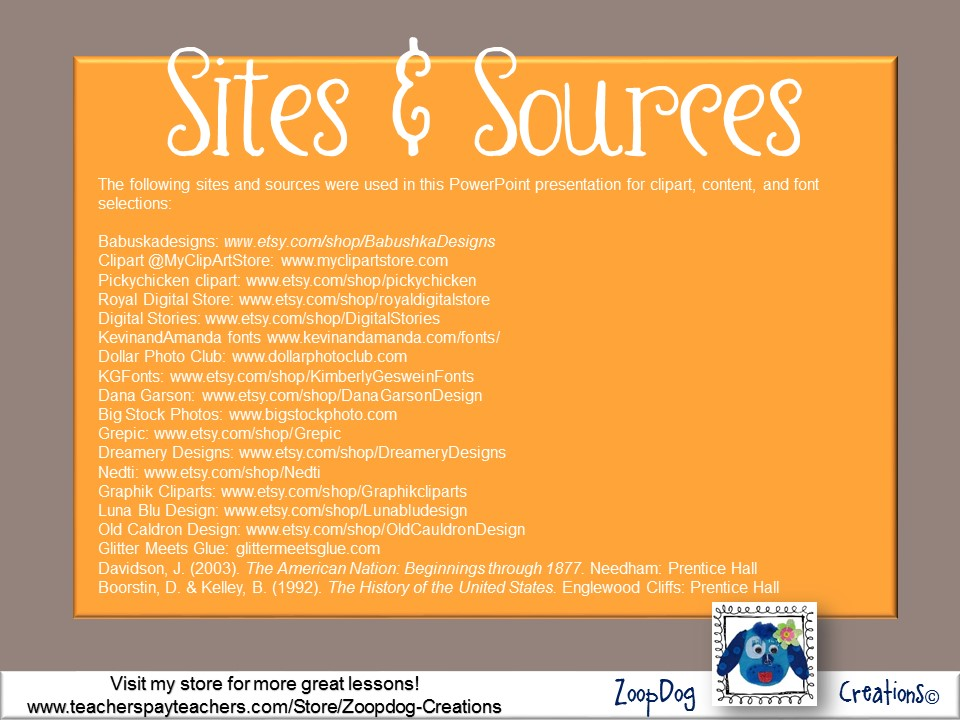 Sites & Sources
The following sites and sources were used in this PowerPoint presentation for clipart, content, and font
selections:
Babuskadesigns: www.etsy.com/shop/BabushkaDesigns
Clipart @MyClipArtStore: www.myclipartstore.com
Pickychicken clipart: www.etsy.com/shop/pickychicken
Royal Digital Store: www.etsy.com/shop/royaldigitalstore
Digital Stories: www.etsy.com/shop/DigitalStories
KevinandAmanda fonts www.kevinandamanda.com/fonts/
Dollar Photo Club: www.dollarphotoclub.com
KGFonts: www.etsy.com/shop/KimberlyGesweinFonts
Dana Garson: www.etsy.com/shop/DanaGarsonDesign
Big Stock Photos: www.bigstockphoto.com
Grepic: www.etsy.com/shop/Grepic
Dreamery Designs: www.etsy.com/shop/DreameryDesigns
Nedti: www.etsy.com/shop/Nedti
Graphik Cliparts: www.etsy.com/shop/Graphikcliparts
Luna Blu Design: www.etsy.com/shop/Lunabludesign
Old Caldron Design: www.etsy.com/shop/OldCauldronDesign
Glitter Meets Glue: glittermeetsglue.com
Davidson, J. (2003). The American Nation: Beginnings through 1877. Needham: Prentice Hall
Boorstin, D. & Kelley, B. (1992). The History of the United States. Englewood Cliffs: Prentice Hall
Visit my store for more great lessons!
www.teacherspayteachers.com/Store/Zoopdog-Creations
ZoopDog Creations©